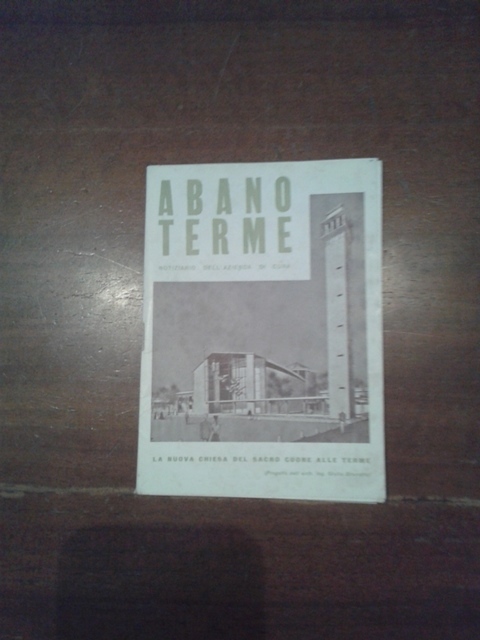 ABANO
TERME
NOTIZIARIO DELL'AZIENDA DI CURA
LA NUOVA CHIESA DEL SACRO CUORE ALLE TERME